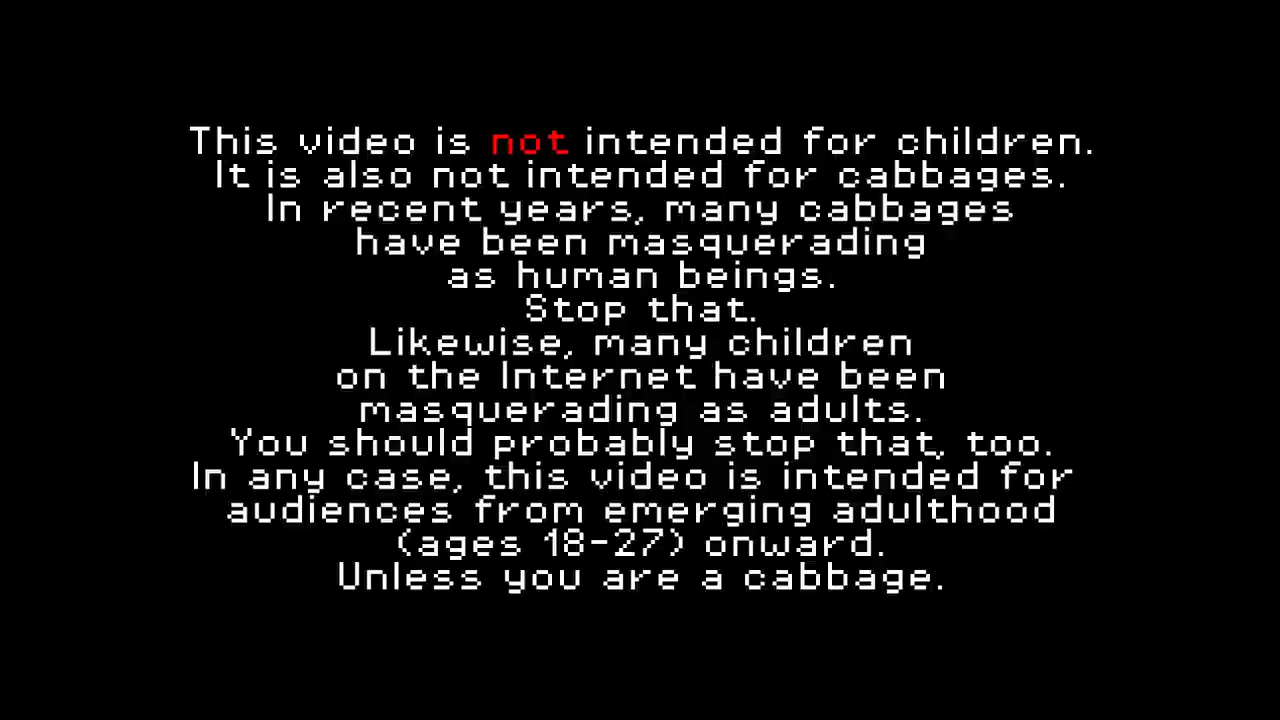 This video is not intended for children.
It is also not intended for cabbages.
In recent years, many cabbages
have been masquerading
as human beings.
Stop that.
Likewise, many children
on the Internet have been
masquerading as adults.
You should probably stop that, too.
In any case, this video is intended for
audiences from emerging adulthood
(ages 18-27) onward.
Unless you are a cabbage.